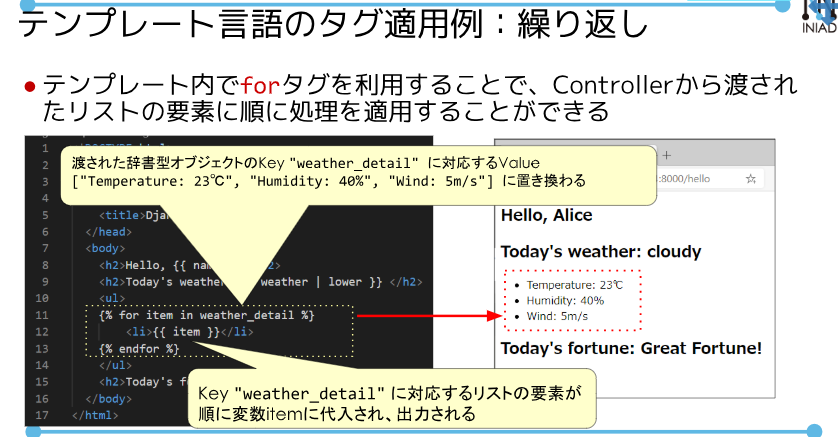 テンプレート言語のタグ適用例：繰り返し
INIAD
● テンプレート内でforタグを利用することで、Controllerから渡され
たリストの要素に順に処理を適用することができる
渡された辞書型オブジェクトのKey "weather_detail" に対応するValue
["Temperature: 23℃", "Humidity: 40%", "Wind: 5m/s"] に置き換わる
1
2
3
4
5 <title>Dja
6 </head>
7 <body>
8 <h2>Hello, {{ na
9 <h2>Today's weather weather | lower }} </h2>
10 <ul>
11 {% for item in weather_detail %}
12 <li>{{ item }}</li>
13 {% endfor %}
14 </ul>
15 <h2>Today's f
16 </body>
17 </html>
Key "weather_detail" に対応するリストの要素が
順に変数itemに代入され、出力される
:8000/hello
Hello, Alice
Today's weather: cloudy
• Temperature: 23℃
• Humidity: 40%
• Wind: 5m/s
Today's fortune: Great Fortune!